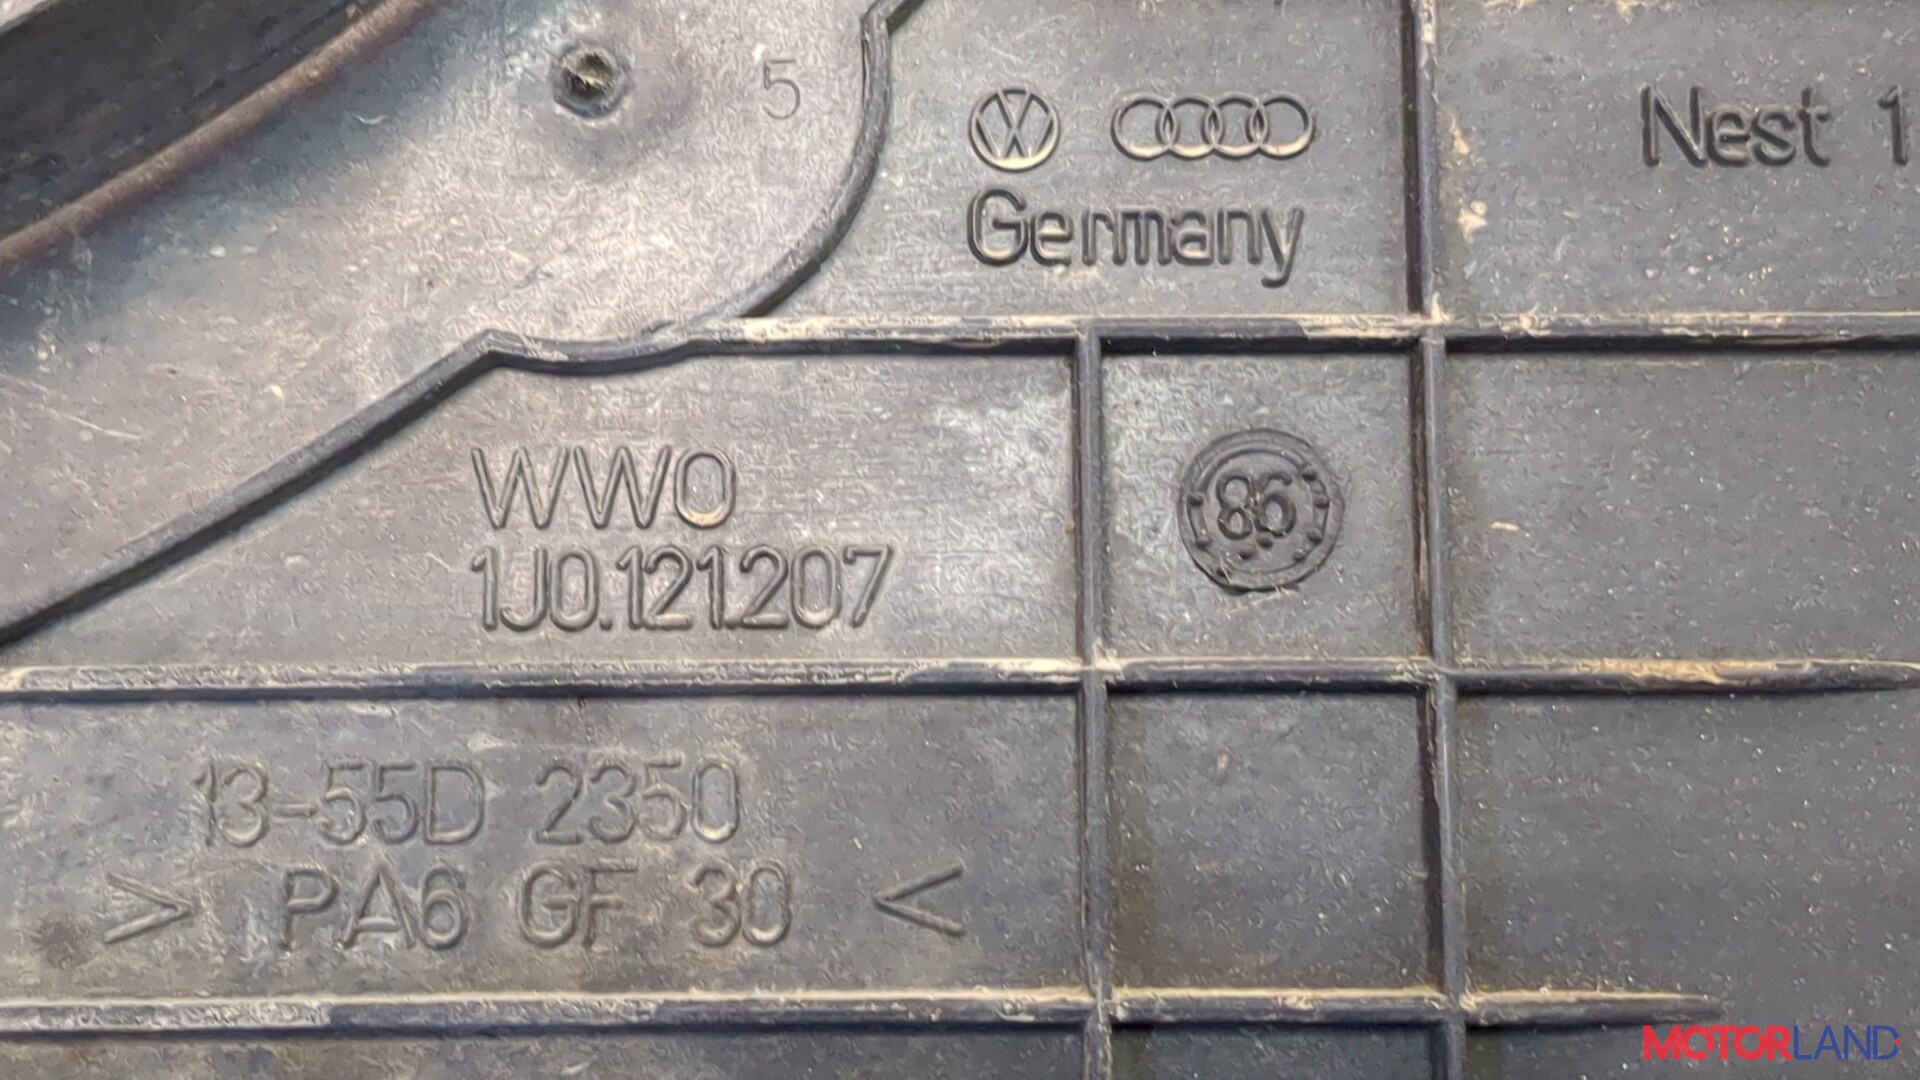 5
Nest 1
Germany
WWO
1J0.121.207
86
13-55D 2350
> PA6 GF 30 <
MOTORLAND